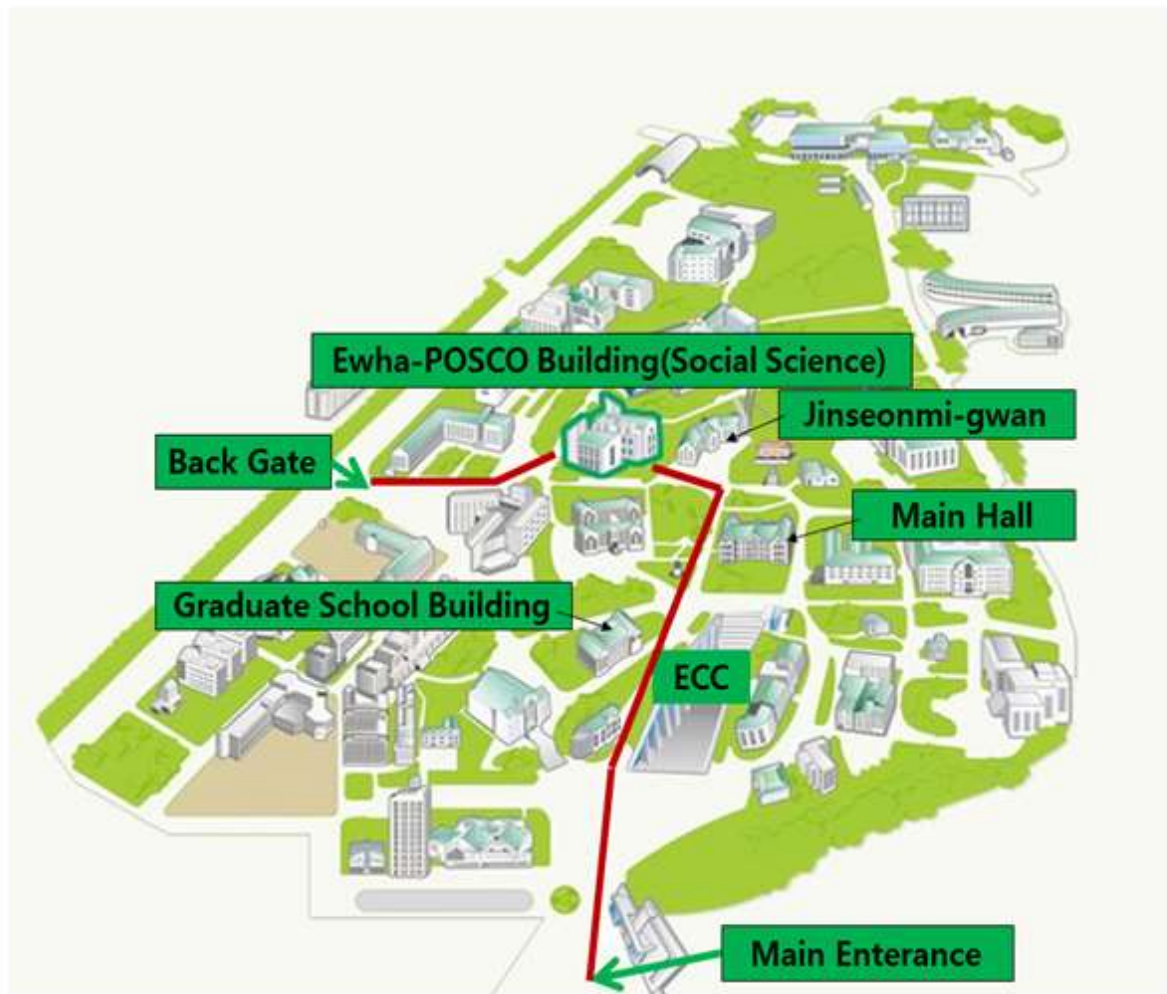 Ewha-POSCO Building(Social Science)
Jinseonmi-gwan
Back Gate
Main Hall
Graduate School Building
ECC
Main Enterance